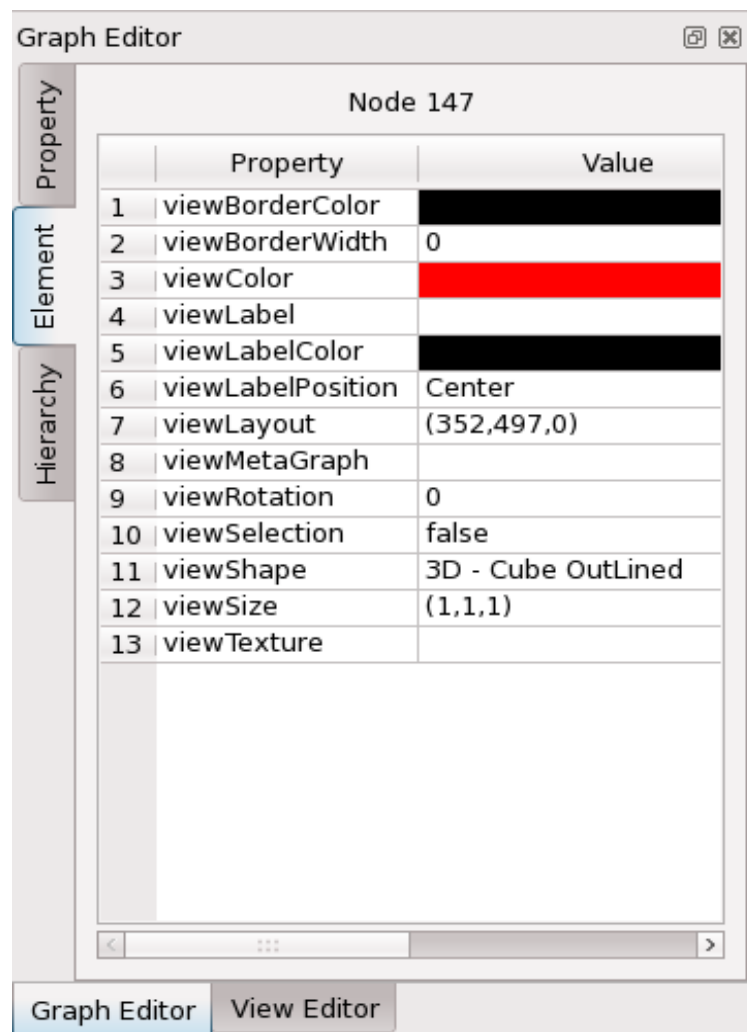 Graph Editor
Property
Element
Hierarchy
Node 147
Property Value
1 viewBorderColor
2 viewBorderWidth 0
3 viewColor
4 viewLabel
5 viewLabelColor
6 viewLabelPosition Center
7 viewLayout (352,497,0)
8 viewMetaGraph
9 viewRotation 0
10 viewSelection false
11 viewShape 3D - Cube OutLined
12 viewSize (1,1,1)
13 viewTexture
Graph Editor View Editor